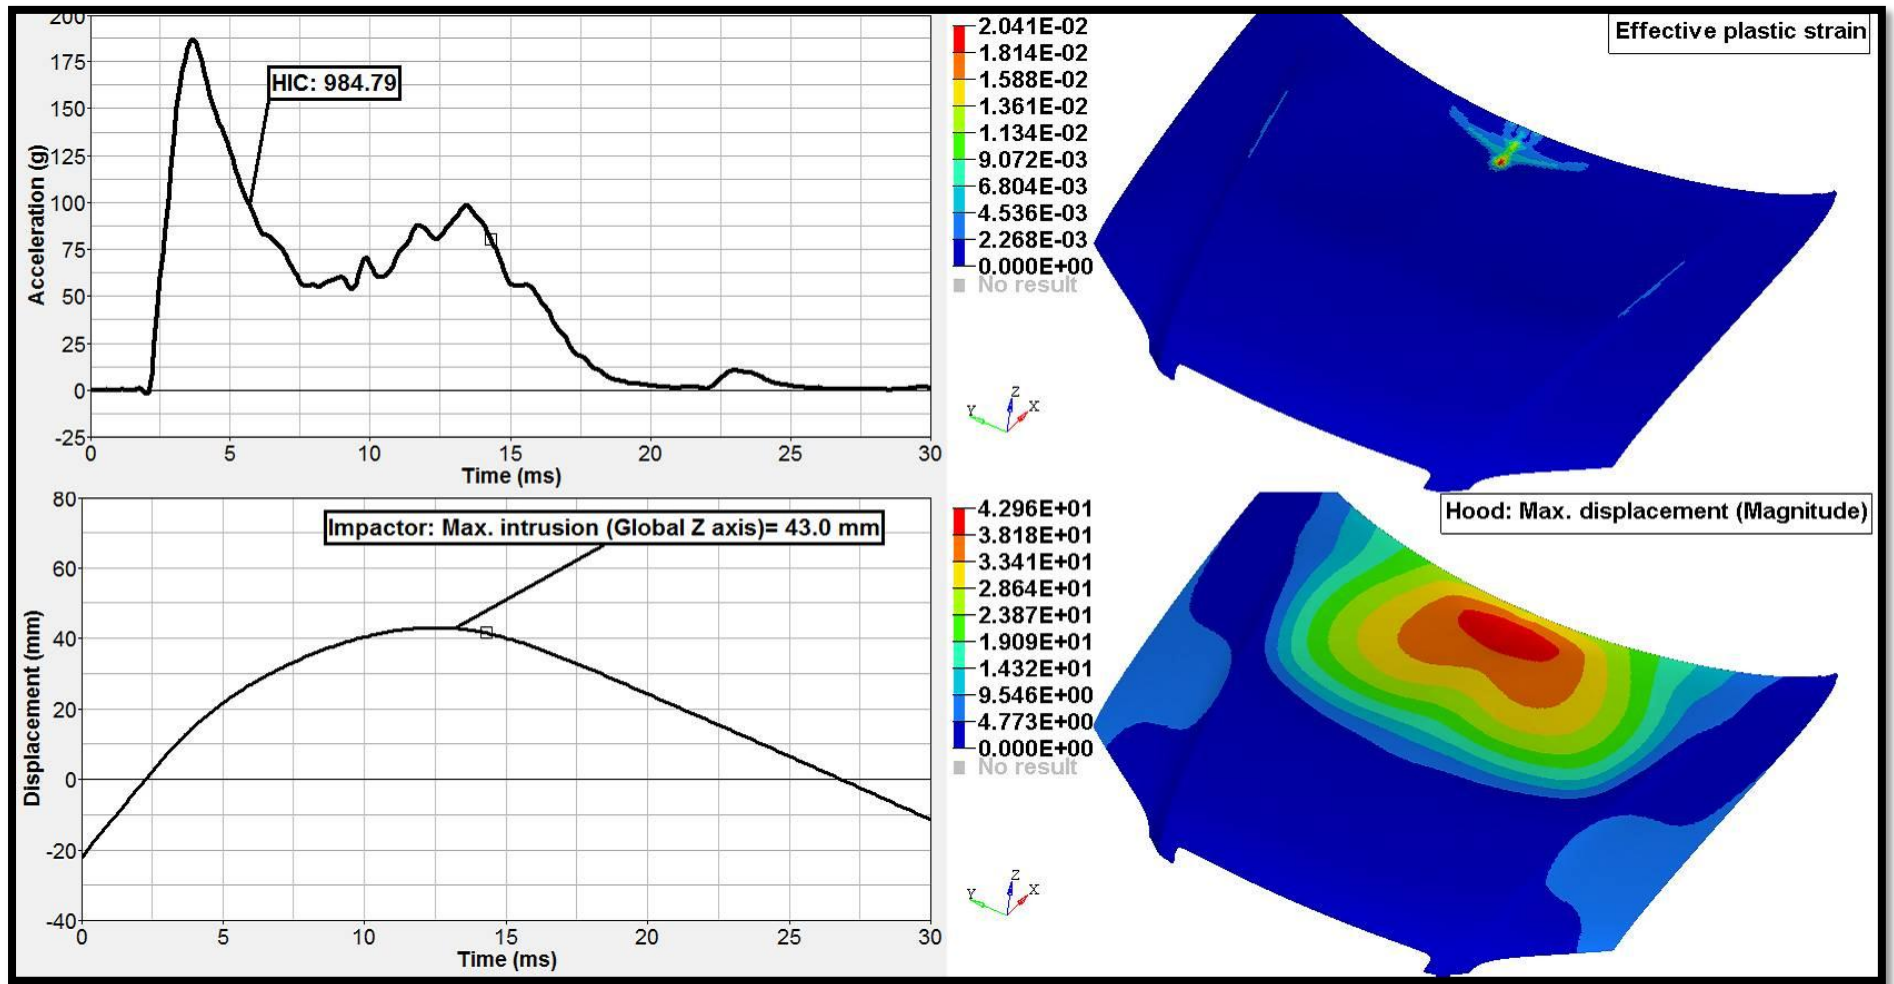 200
175
150
125
100
75
50
25
0
-25
Acceleration (g)
HIC: 984.79
0 5 10 15 20 25 30
Time (ms)
2.041E-02
1.814E-02
1.588E-02
1.361E-02
1.134E-02
9.072E-03
6.804E-03
4.536E-03
2.268E-03
0.000E+00
No result
Effective plastic strain
Z
Y X
80
60
40
20
0
-20
-40
Displacement (mm)
Impactor: Max. intrusion (Global Z axis)= 43.0 mm
0 5 10 15 20 25 30
Time (ms)
4.296E+01
3.818E+01
3.341E+01
2.864E+01
2.387E+01
1.909E+01
1.432E+01
9.546E+00
4.773E+00
0.000E+00
No result
Hood: Max. displacement (Magnitude)
Z
Y X